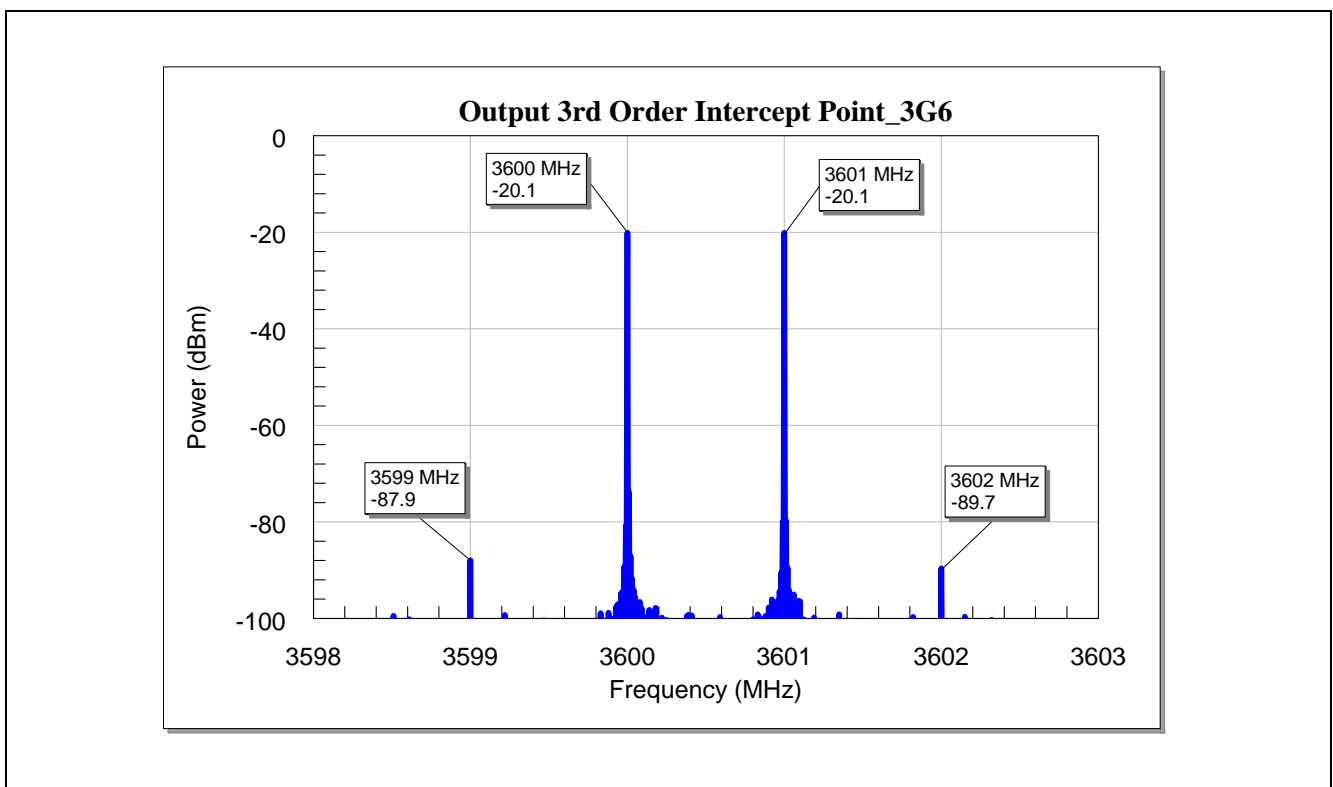 Output 3rd Order Intercept Point_3G6
0
-20
-40
-60
-80
-100
Power (dBm)
3600 MHz
-20.1
3601 MHz
-20.1
3599 MHz
-87.9
3602 MHz
-89.7
3598
3599
3600
3601
3602
3603
Frequency (MHz)